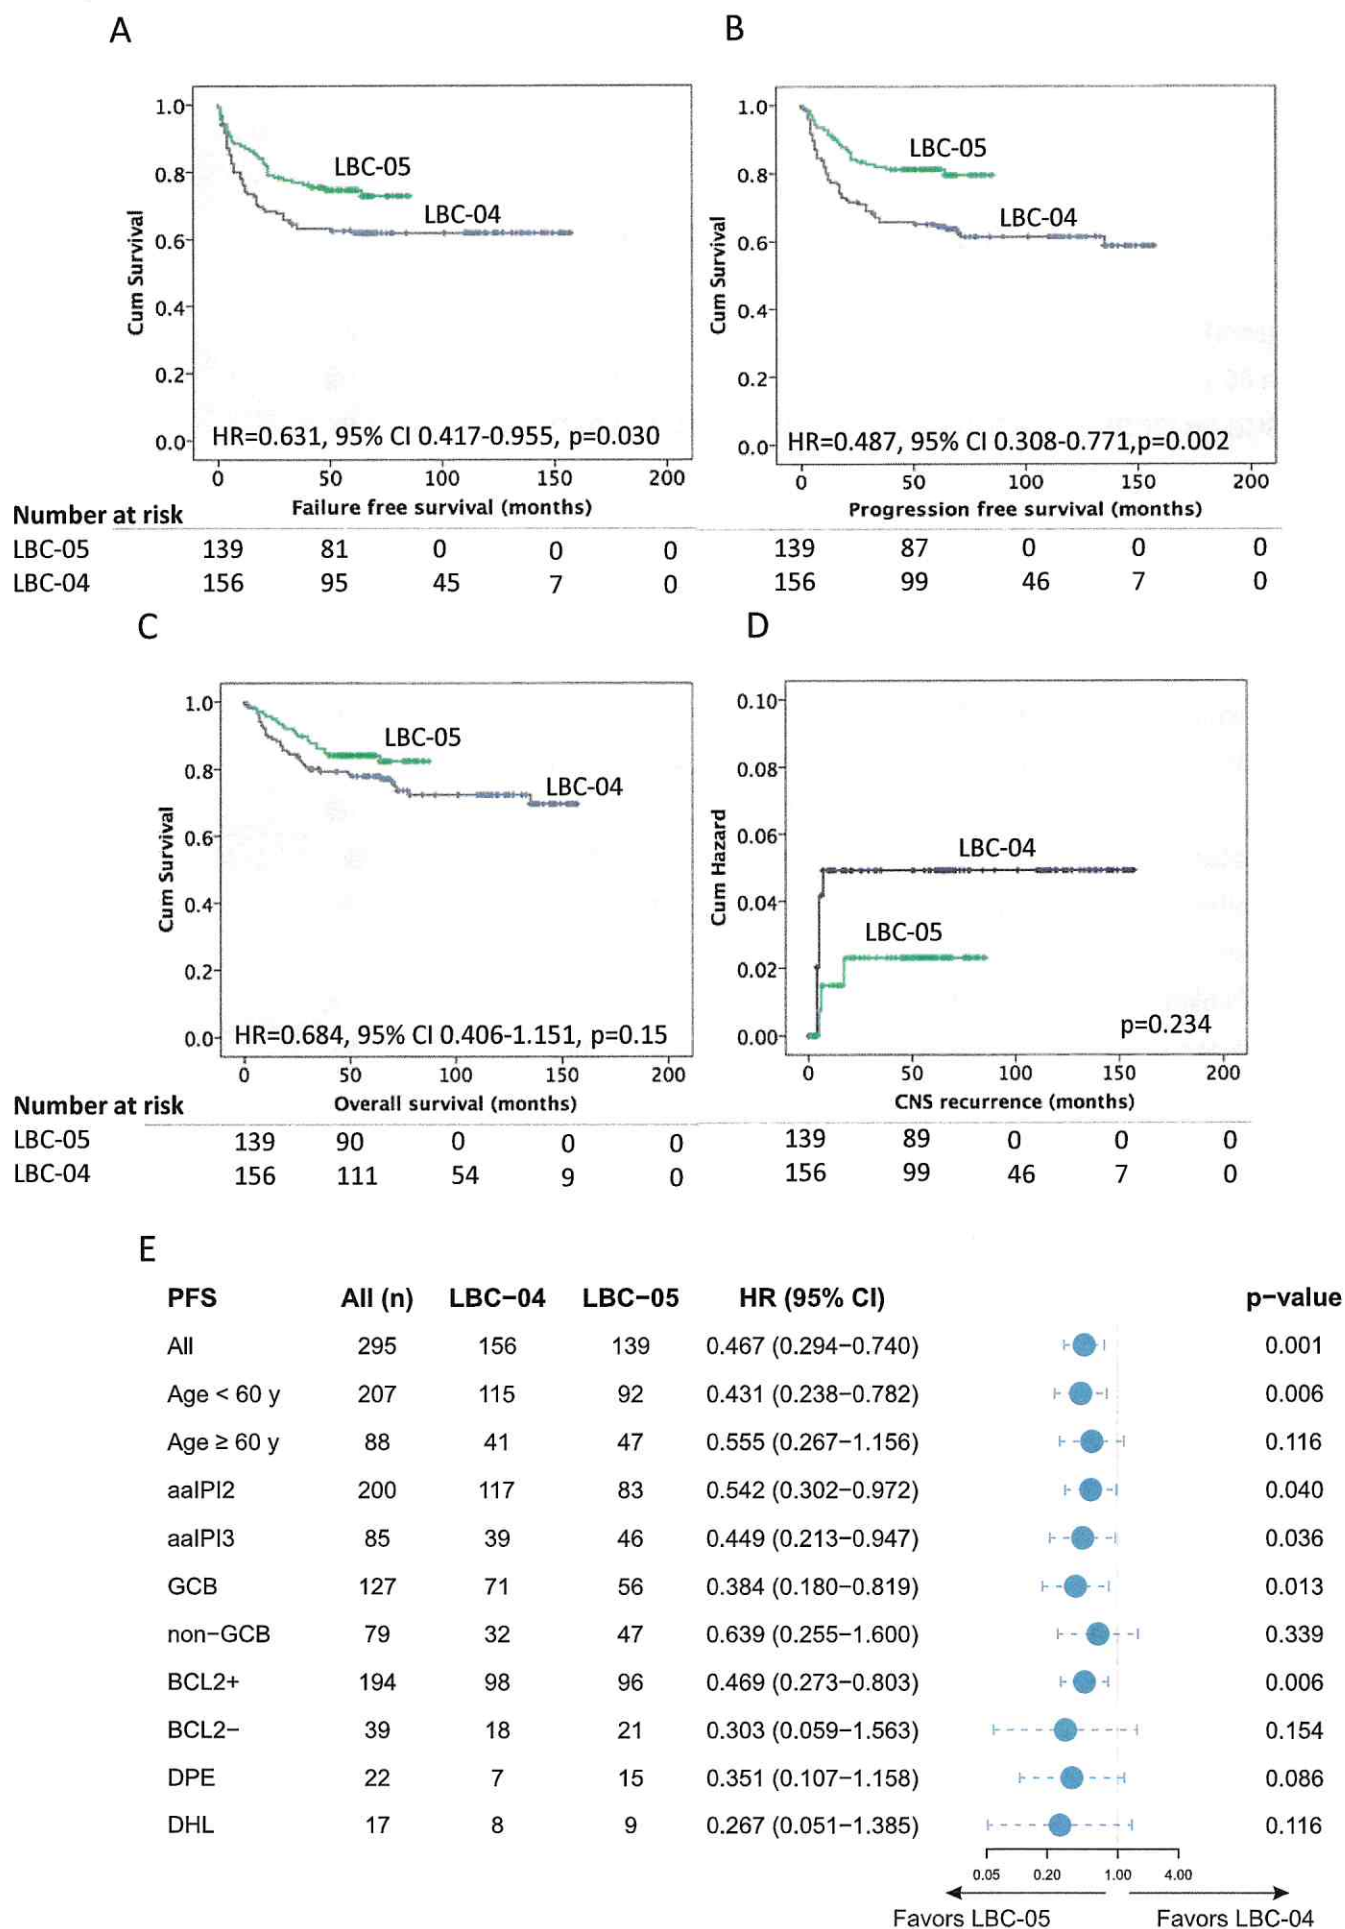 A
1.0
0.8
0.6
0.4
0.2
0.0
Cum Survival
LBC-05
LBC-04
HR=0.631, 95% CI 0.417-0.955, p=0.030
0 50 100 150 200
Failure free survival (months)
Number at risk
LBC-05 139 81 0 0 0
LBC-04 156 95 45 7 0
B
1.0
0.8
0.6
0.4
0.2
0.0
Cum Survival
LBC-05
LBC-04
HR=0.487, 95% CI 0.308-0.771,p=0.002
0 50 100 150 200
Progression free survival (months)
139 87 0 0 0
156 99 46 7 0
C
1.0
0.8
0.6
0.4
0.2
0.0
Cum Survival
LBC-05
LBC-04
HR=0.684, 95% CI 0.406-1.151, p=0.15
0 50 100 150 200
Overall survival (months)
Number at risk
LBC-05 139 90 0 0 0
LBC-04 156 111 54 9 0
D
0.10
0.08
0.06
0.04
0.02
0.00
Cum Hazard
LBC-04
LBC-05
p=0.234
0 50 100 150 200
CNS recurrence (months)
139 89 0 0 0
156 99 46 7 0
E
PFS All (n) LBC−04 LBC−05 HR (95% CI) p−value
All 295 156 139 0.467 (0.294−0.740) 0.001
Age < 60 y 207 115 92 0.431 (0.238−0.782) 0.006
Age ≥ 60 y 88 41 47 0.555 (0.267−1.156) 0.116
aaIPI2 200 117 83 0.542 (0.302−0.972) 0.040
aaIPI3 85 39 46 0.449 (0.213−0.947) 0.036
GCB 127 71 56 0.384 (0.180−0.819) 0.013
non−GCB 79 32 47 0.639 (0.255−1.600) 0.339
BCL2+ 194 98 96 0.469 (0.273−0.803) 0.006
BCL2− 39 18 21 0.303 (0.059−1.563) 0.154
DPE 22 7 15 0.351 (0.107−1.158) 0.086
DHL 17 8 9 0.267 (0.051−1.385) 0.116
0.05 0.20 1.00 4.00
Favors LBC−05 Favors LBC−04